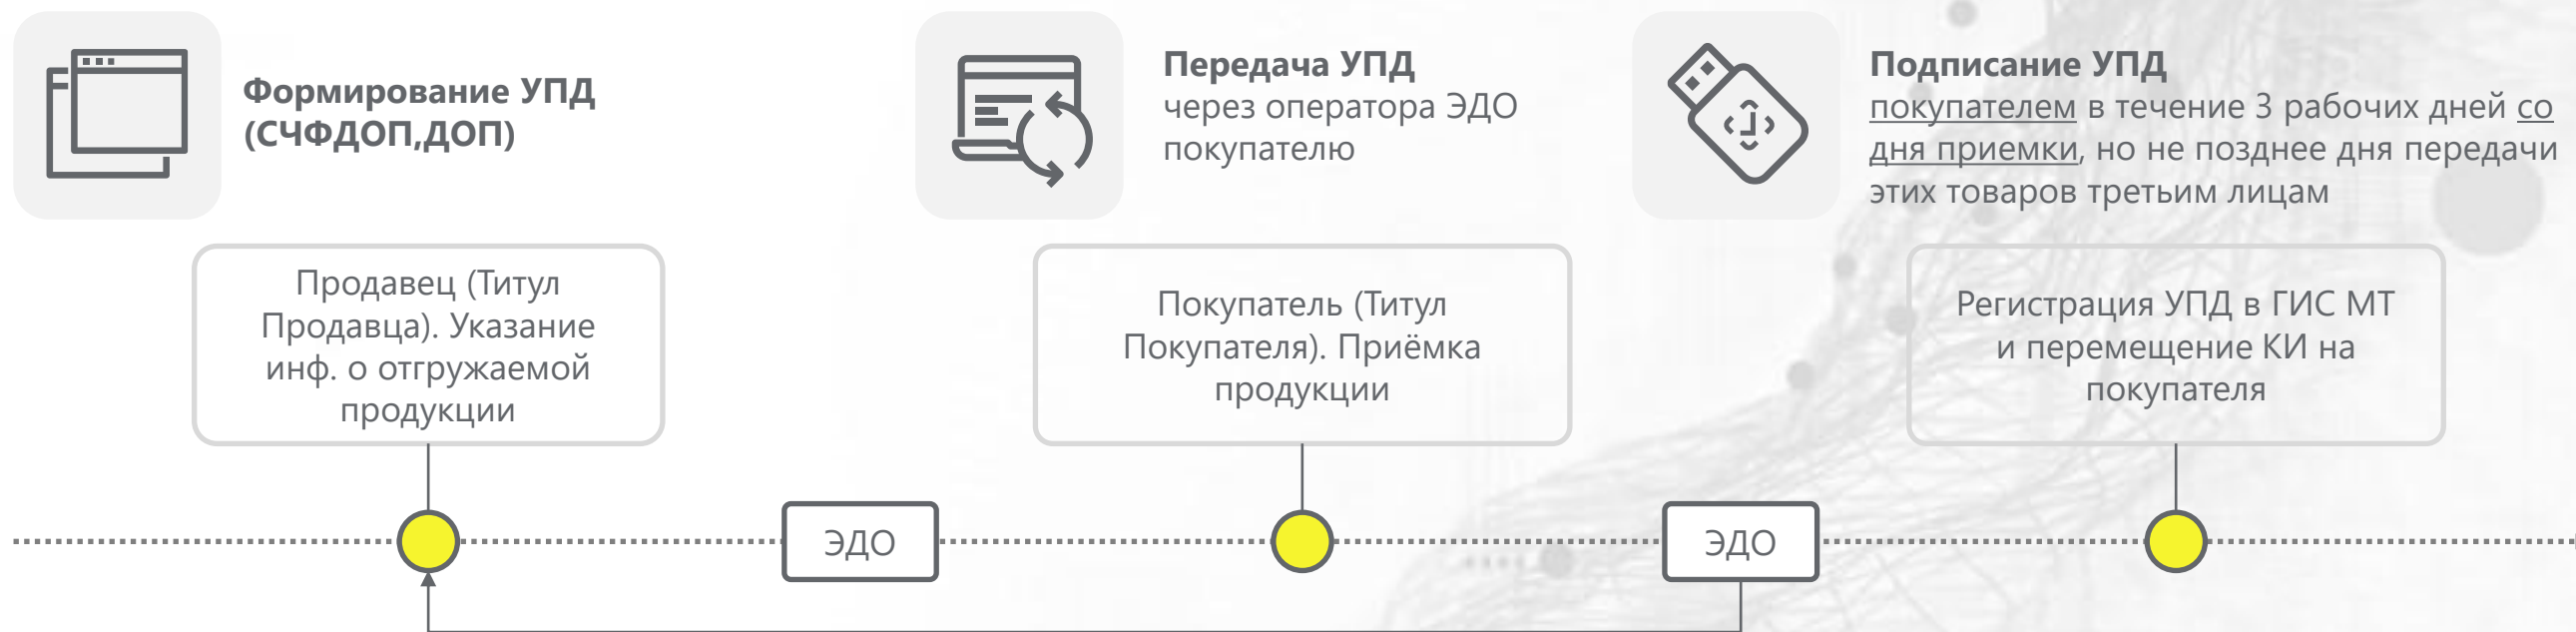 Формирование УПД
(СЧФДОП,ДОП)
Передача УПД
через оператора ЭДО
покупателю
Подписание УПД
покупателем в течение 3 рабочих дней со
дня приемки, но не позднее дня передачи
этих товаров третьим лицам
Продавец (Титул
Продавца). Указание
инф. о отгружаемой
продукции
Покупатель (Титул
Покупателя). Приёмка
продукции
Регистрация УПД в ГИС МТ
и перемещение КИ на
покупателя
ЭДО
ЭДО